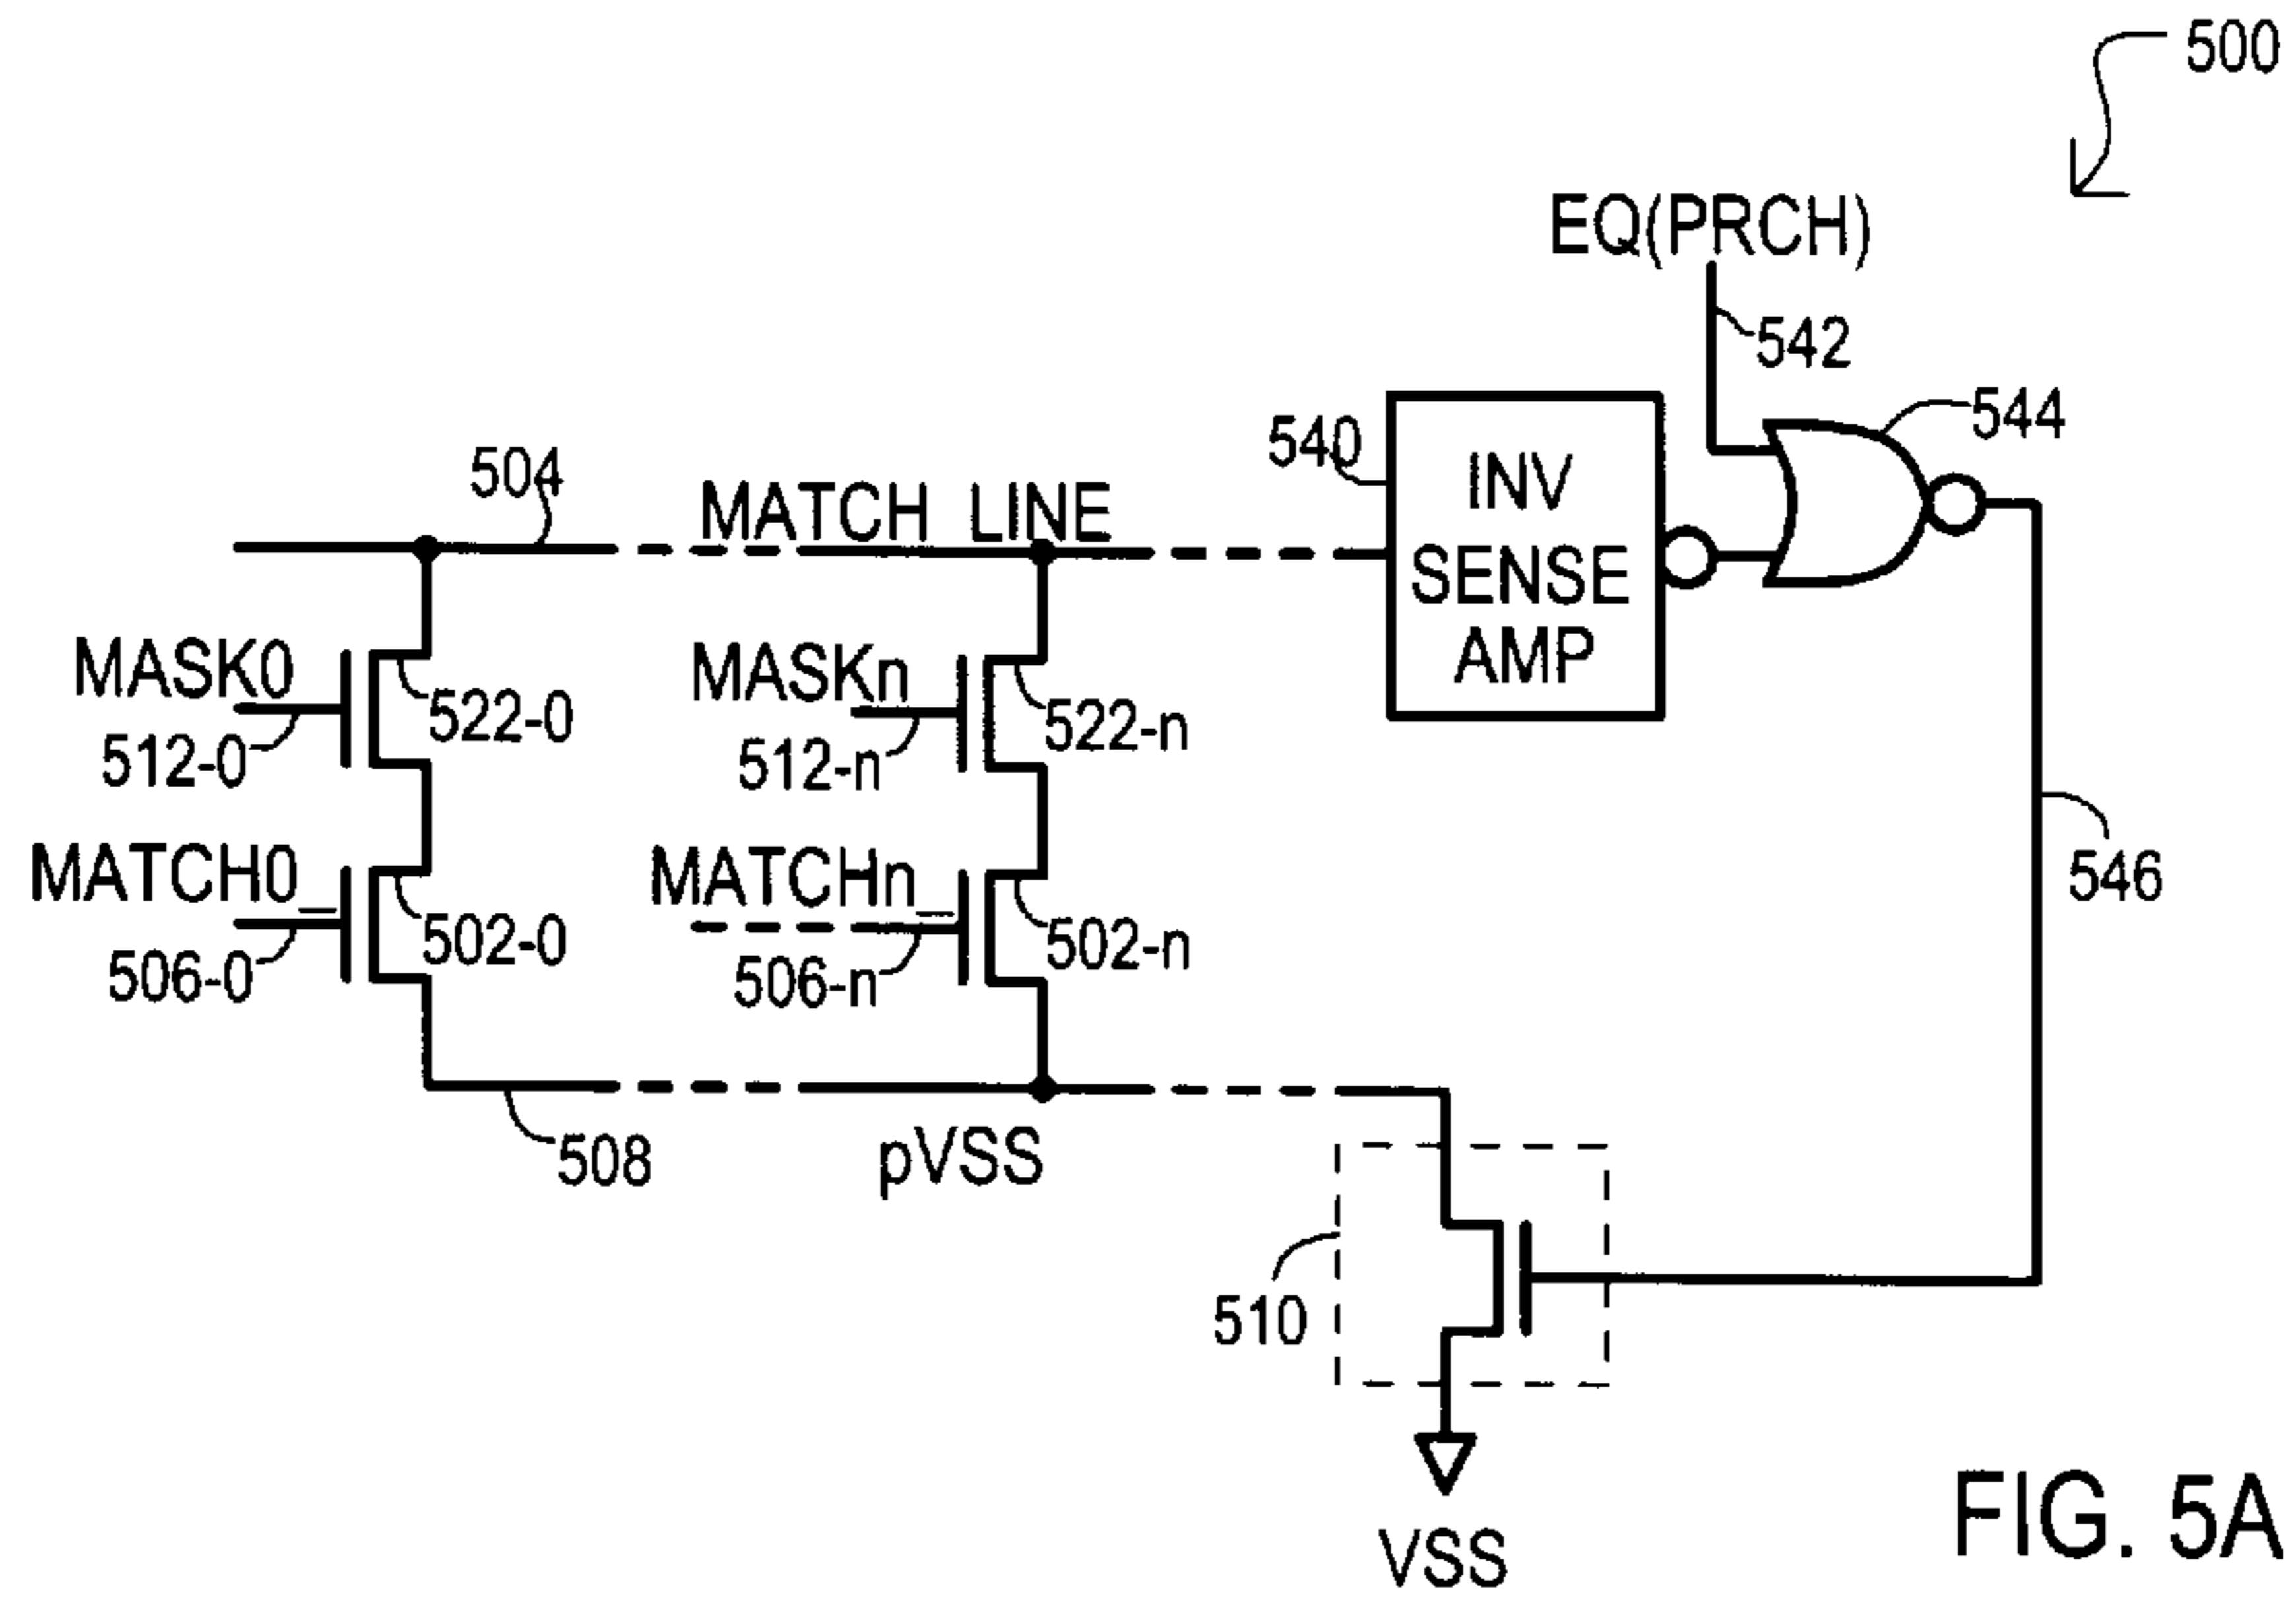 500
EQ(PRCH)
542
544
540
INV
SENSE
AMP
504
MATCH LINE
MASK0
522-0
512-0
MASKn
522-n
512-n
MATCH0_
502-0
506-0
MATCHn_
502-n
506-n
546
508
pVSS
510
VSS
FIG. 5A